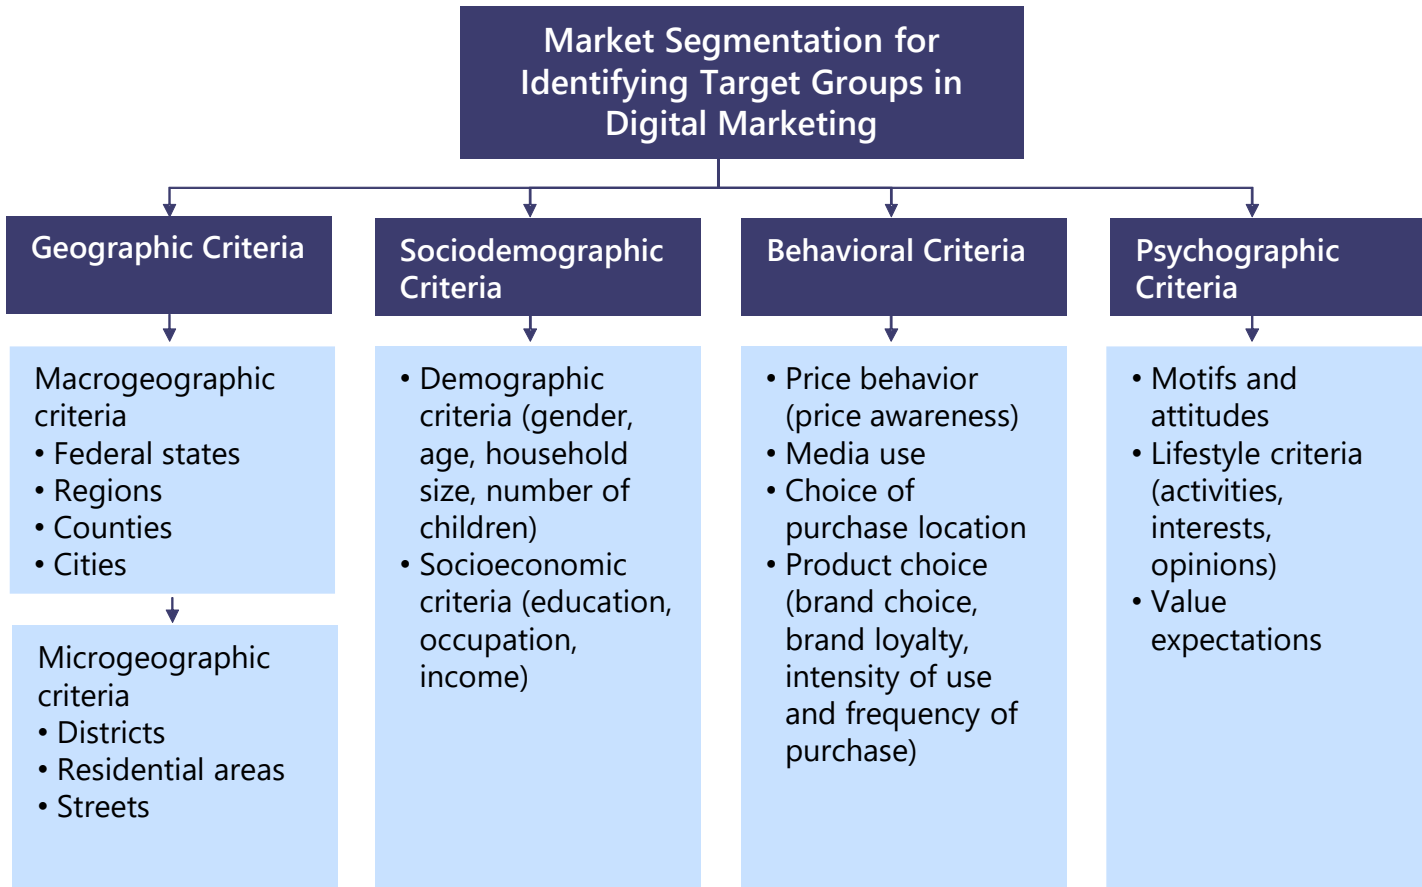 Market Segmentation for
Identifying Target Groups in
Digital Marketing
Geographic Criteria
Macrogeographic
criteria
• Federal states
• Regions
• Counties
• Cities
Microgeographic
criteria
• Districts
• Residential areas
• Streets
Sociodemographic
Criteria
• Demographic
criteria (gender,
age, household
size, number of
children)
• Socioeconomic
criteria (education,
occupation,
income)
Behavioral Criteria
• Price behavior
(price awareness)
• Media use
• Choice of
purchase location
• Product choice
(brand choice,
brand loyalty,
intensity of use
and frequency of
purchase)
Psychographic
Criteria
• Motifs and
attitudes
• Lifestyle criteria
(activities,
interests,
opinions)
• Value
expectations